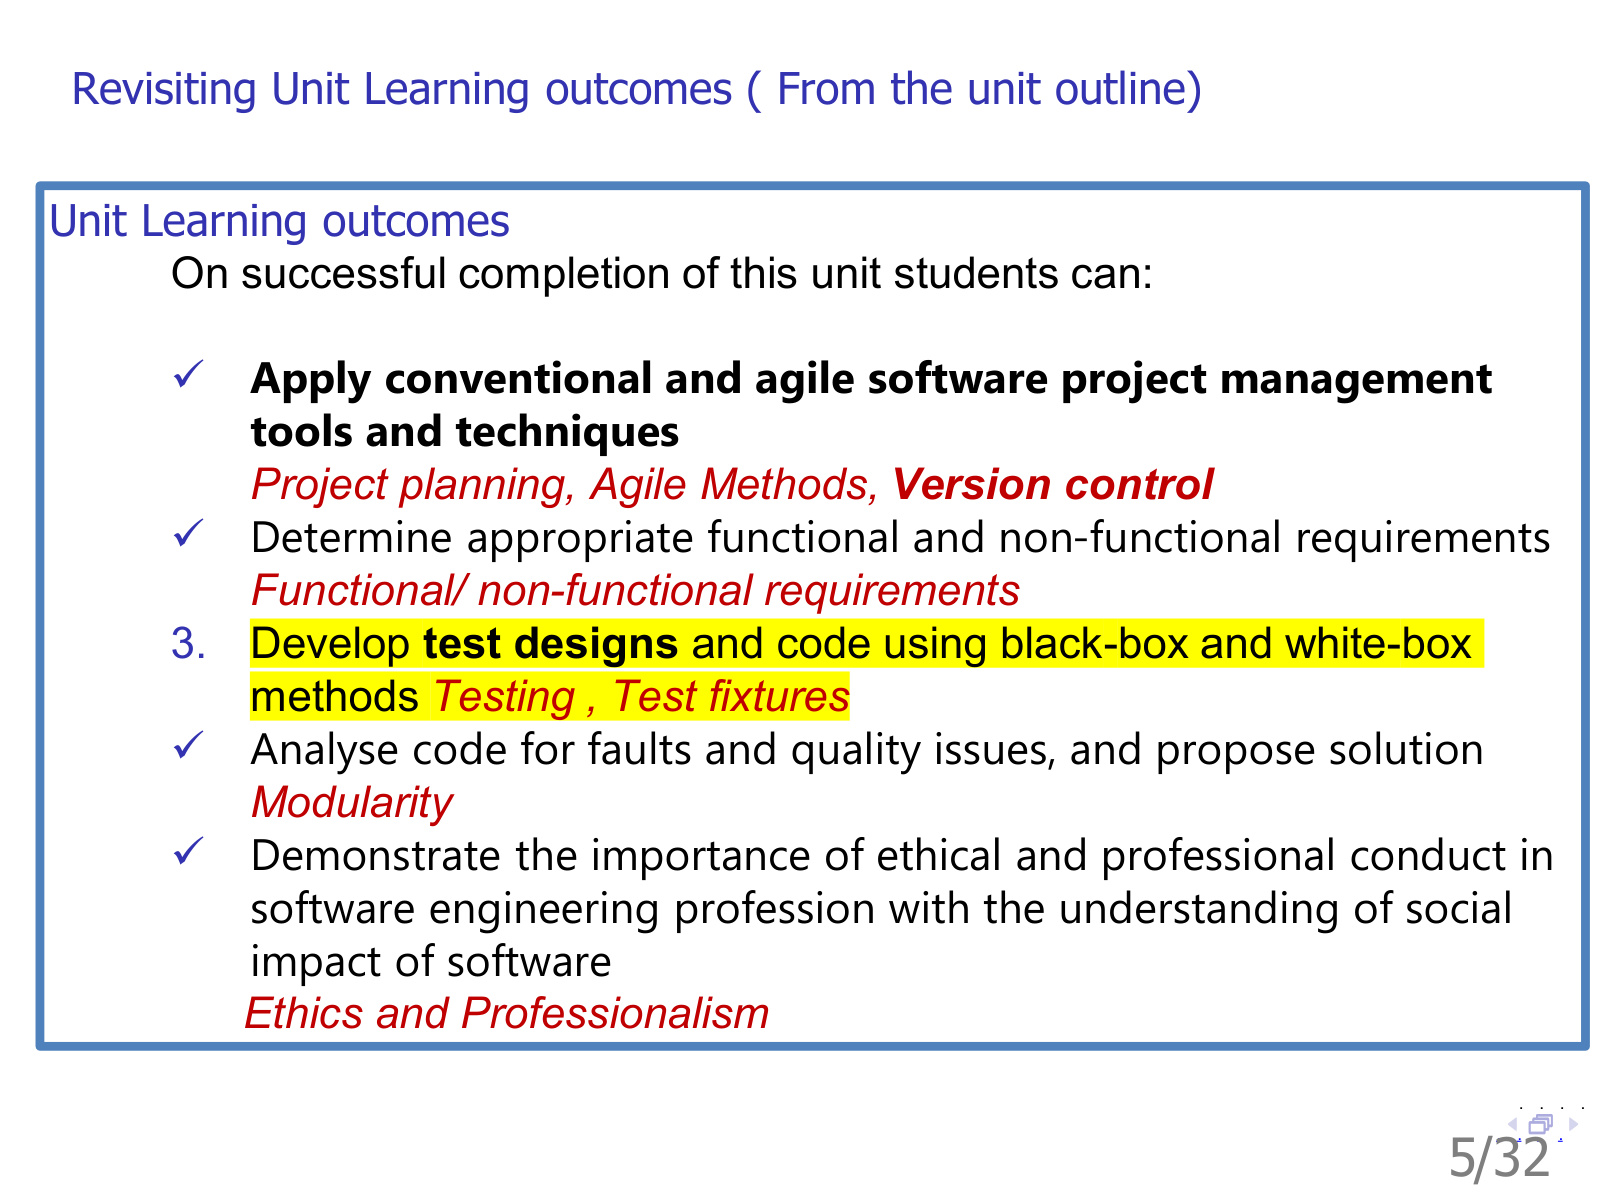 Revisiting Unit Learning outcomes ( From the unit outline)
Unit Learning outcomes
On successful completion of this unit students can:
✓ Apply conventional and agile software project management
tools and techniques
Project planning, Agile Methods, Version control
✓ Determine appropriate functional and non-functional requirements
Functional/ non-functional requirements
3. Develop test designs and code using black-box and white-box
methods Testing , Test fixtures
✓ Analyse code for faults and quality issues, and propose solution
Modularity
✓ Demonstrate the importance of ethical and professional conduct in
software engineering profession with the understanding of social
impact of software
Ethics and Professionalism
5/32